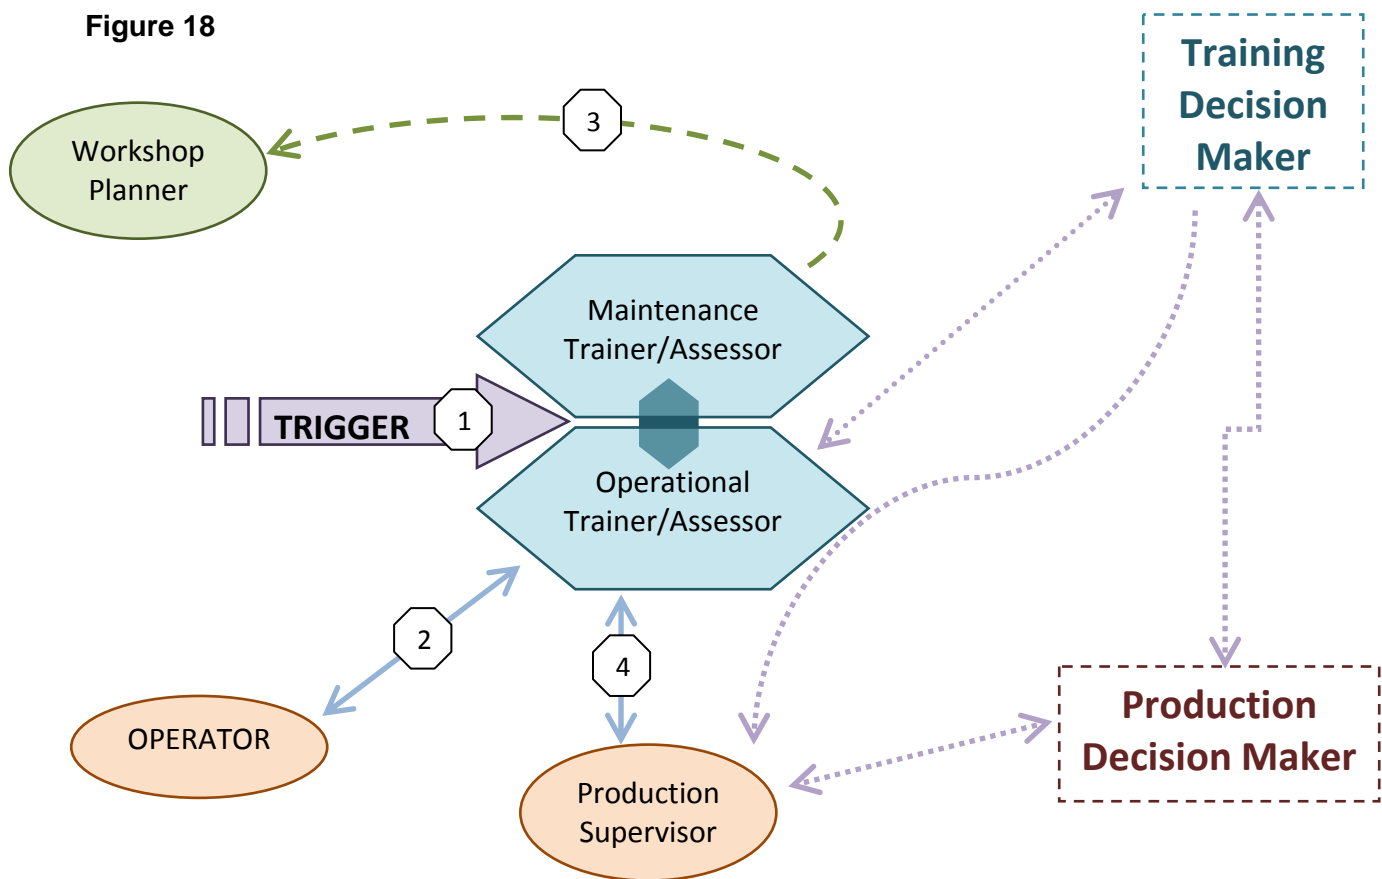 Figure 18
Training
Decision
Maker
3
Workshop
Planner
Maintenance
Trainer/Assessor
TRIGGER
1
Operational
Trainer/Assessor
2
4
OPERATOR
Production
Supervisor
Production
Decision Maker